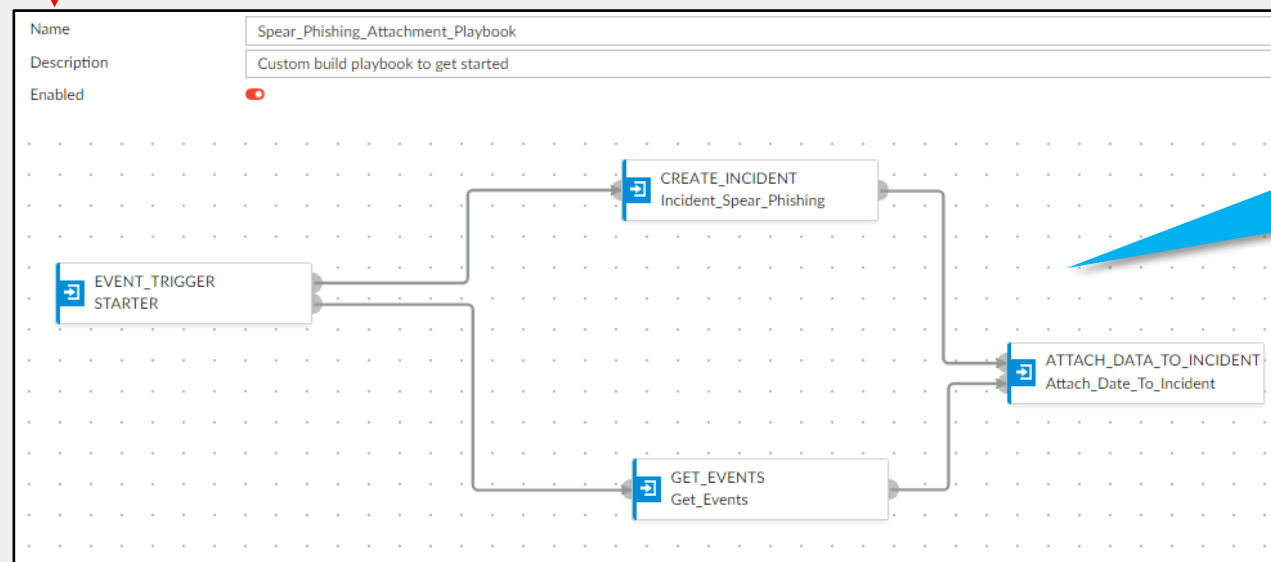 Name
Spear_Phishing_Attachment_Playbook
Description
Custom build playbook to get started
Enabled
CREATE_INCIDENT
Incident_Spear_Phishing
EVENT_TRIGGER
STARTER
ATTACH_DATA_TO_INCIDENT
Attach_Date_To_Incident
GET_EVENTS
Get_Events